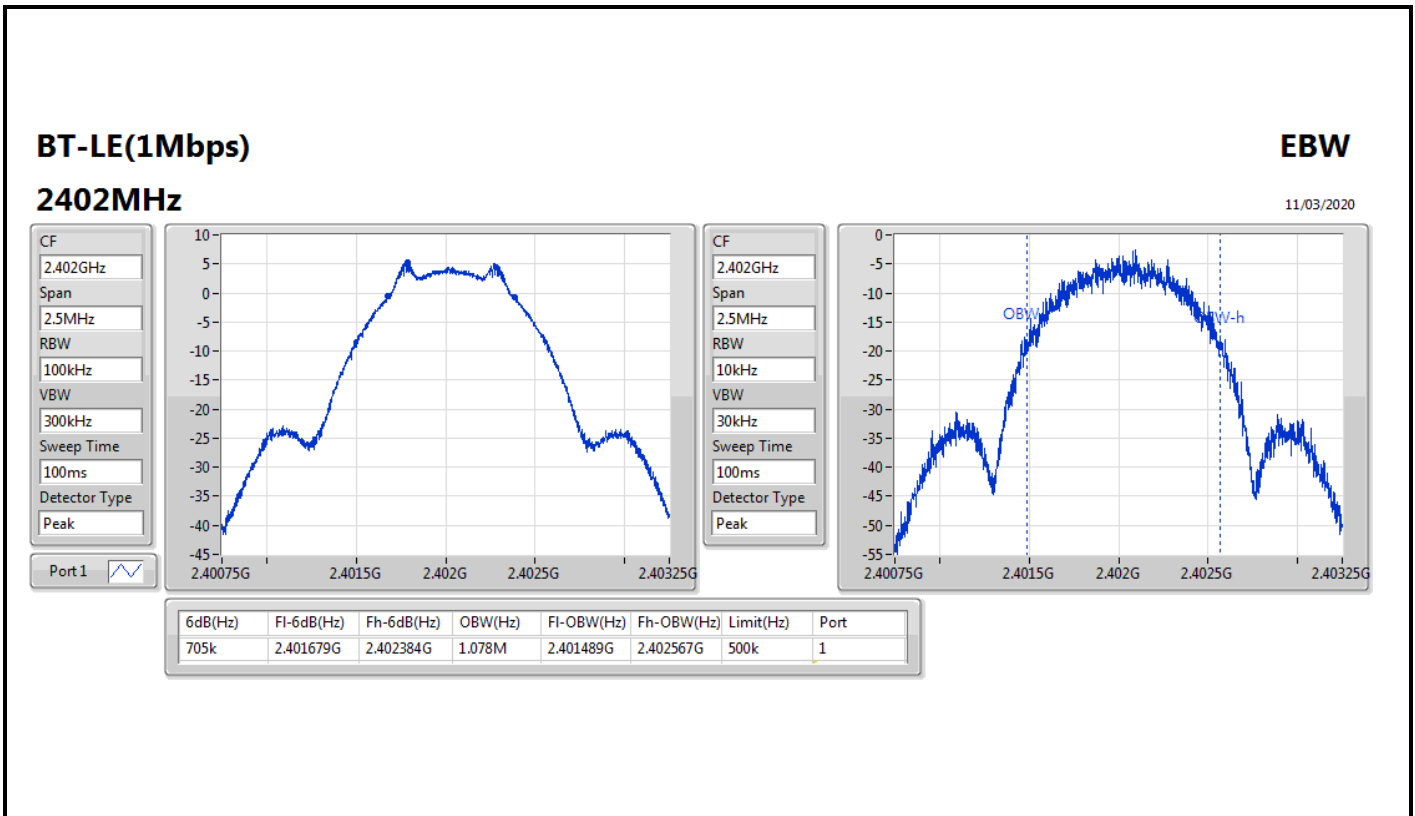 BT-LE(1Mbps)
EBW
2402MHz
11/03/2020
CF
2.402GHz
Span
2.5MHz
RBW
100kHz
VBW
300kHz
Sweep Time
100ms
Detector Type
Peak
Port 1
10
5
0
-5
-10
-15
-20
-25
-30
-35
-40
-45
2.40075G 2.4015G 2.402G 2.4025G 2.40325G
CF
2.402GHz
Span
2.5MHz
RBW
10kHz
VBW
30kHz
Sweep Time
100ms
Detector Type
Peak
0
-5
-10
-15
-20
-25
-30
-35
-40
-45
-50
-55
2.40075G 2.4015G 2.402G 2.4025G 2.40325G
6dB(Hz) Fl-6dB(Hz) Fh-6dB(Hz) OBW(Hz) Fl-OBW(Hz) Fh-OBW(Hz) Limit(Hz) Port
705k 2.401679G 2.402384G 1.078M 2.401489G 2.402567G 500k 1